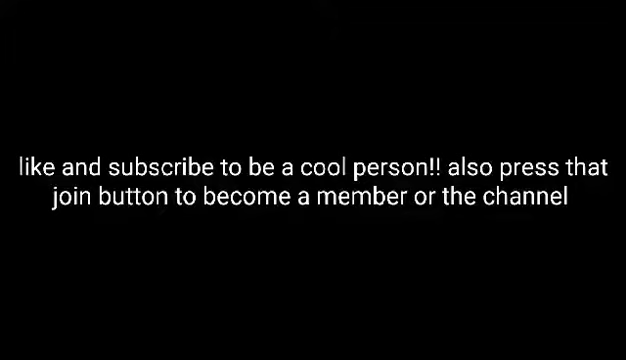 like and subscribe to be a cool person!! also press that
join button to become a member or the channel